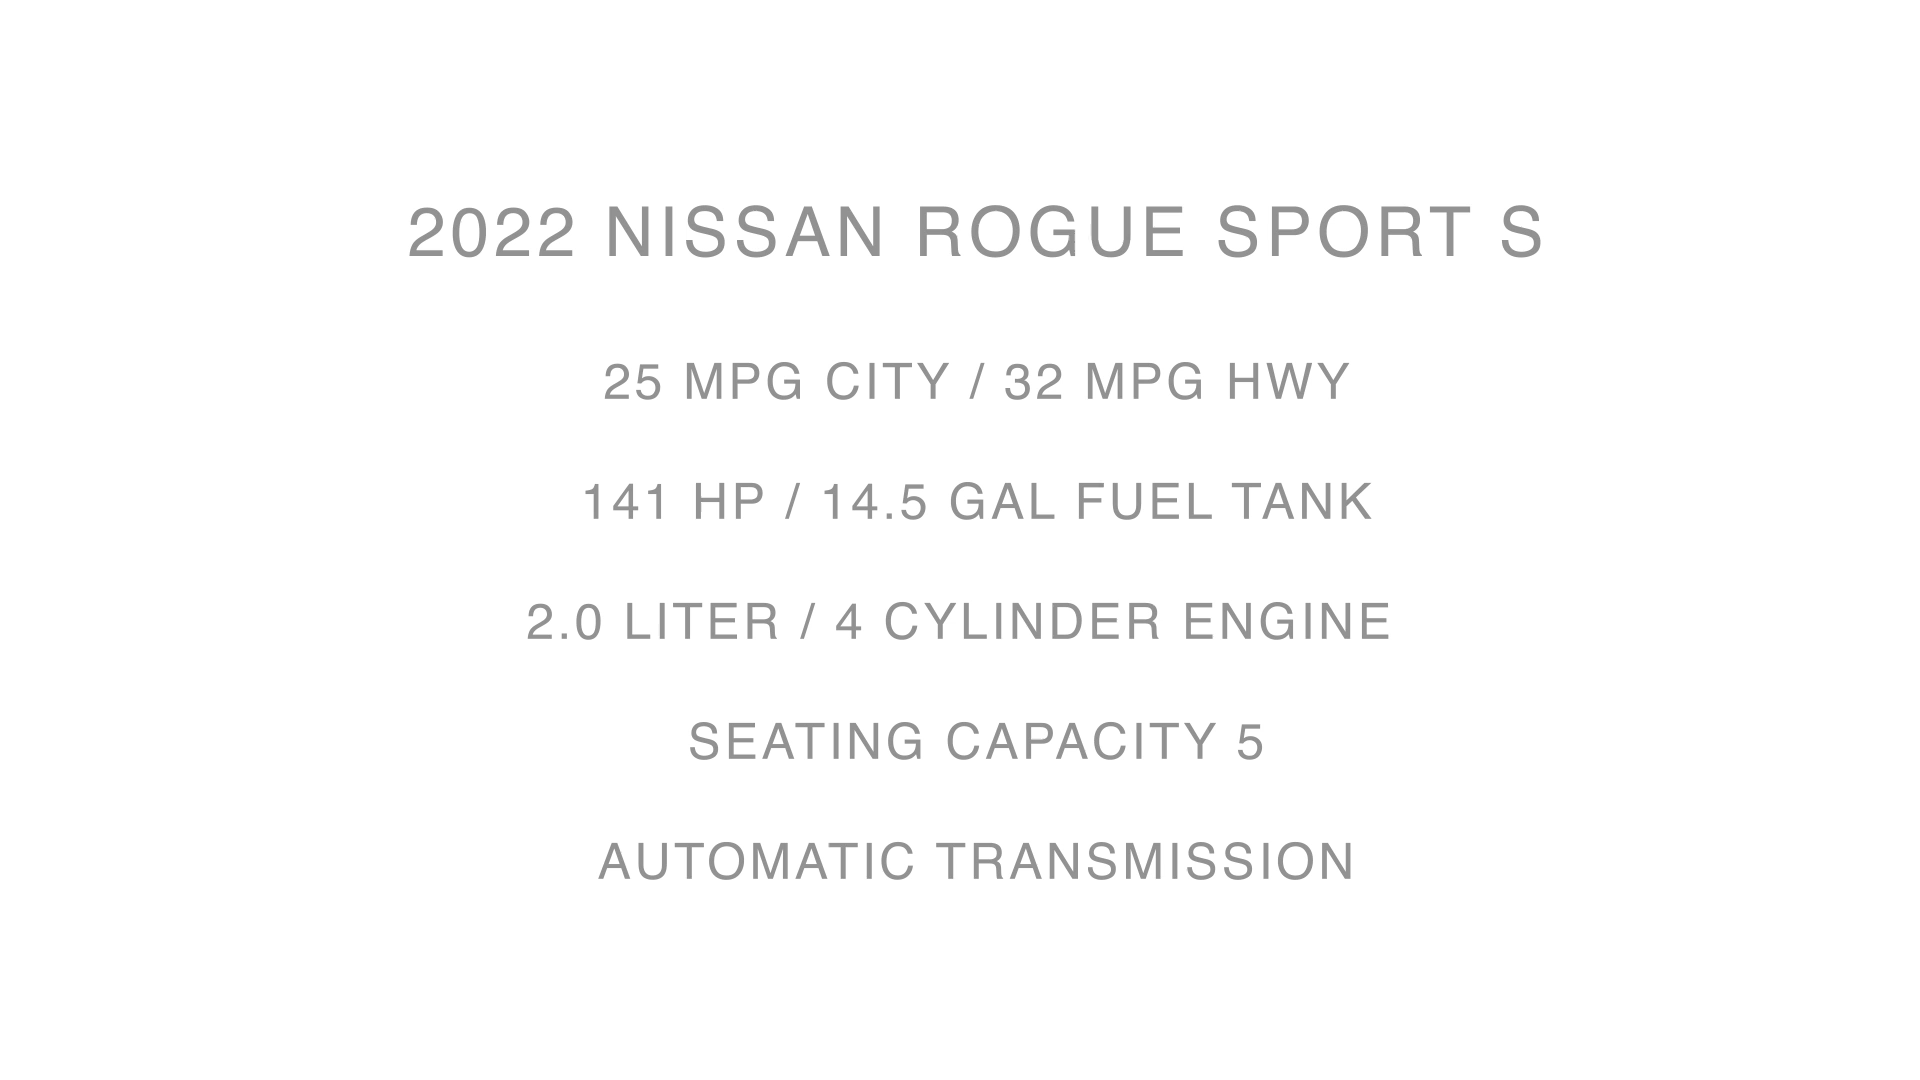 2022 NISSAN ROGUE SPORT S
25 MPG CITY / 32 MPG HWY
141 HP / 14.5 GAL FUEL TANK
2.0 LITER / 4 CYLINDER ENGINE
SEATING CAPACITY 5
AUTOMATIC TRANSMISSION